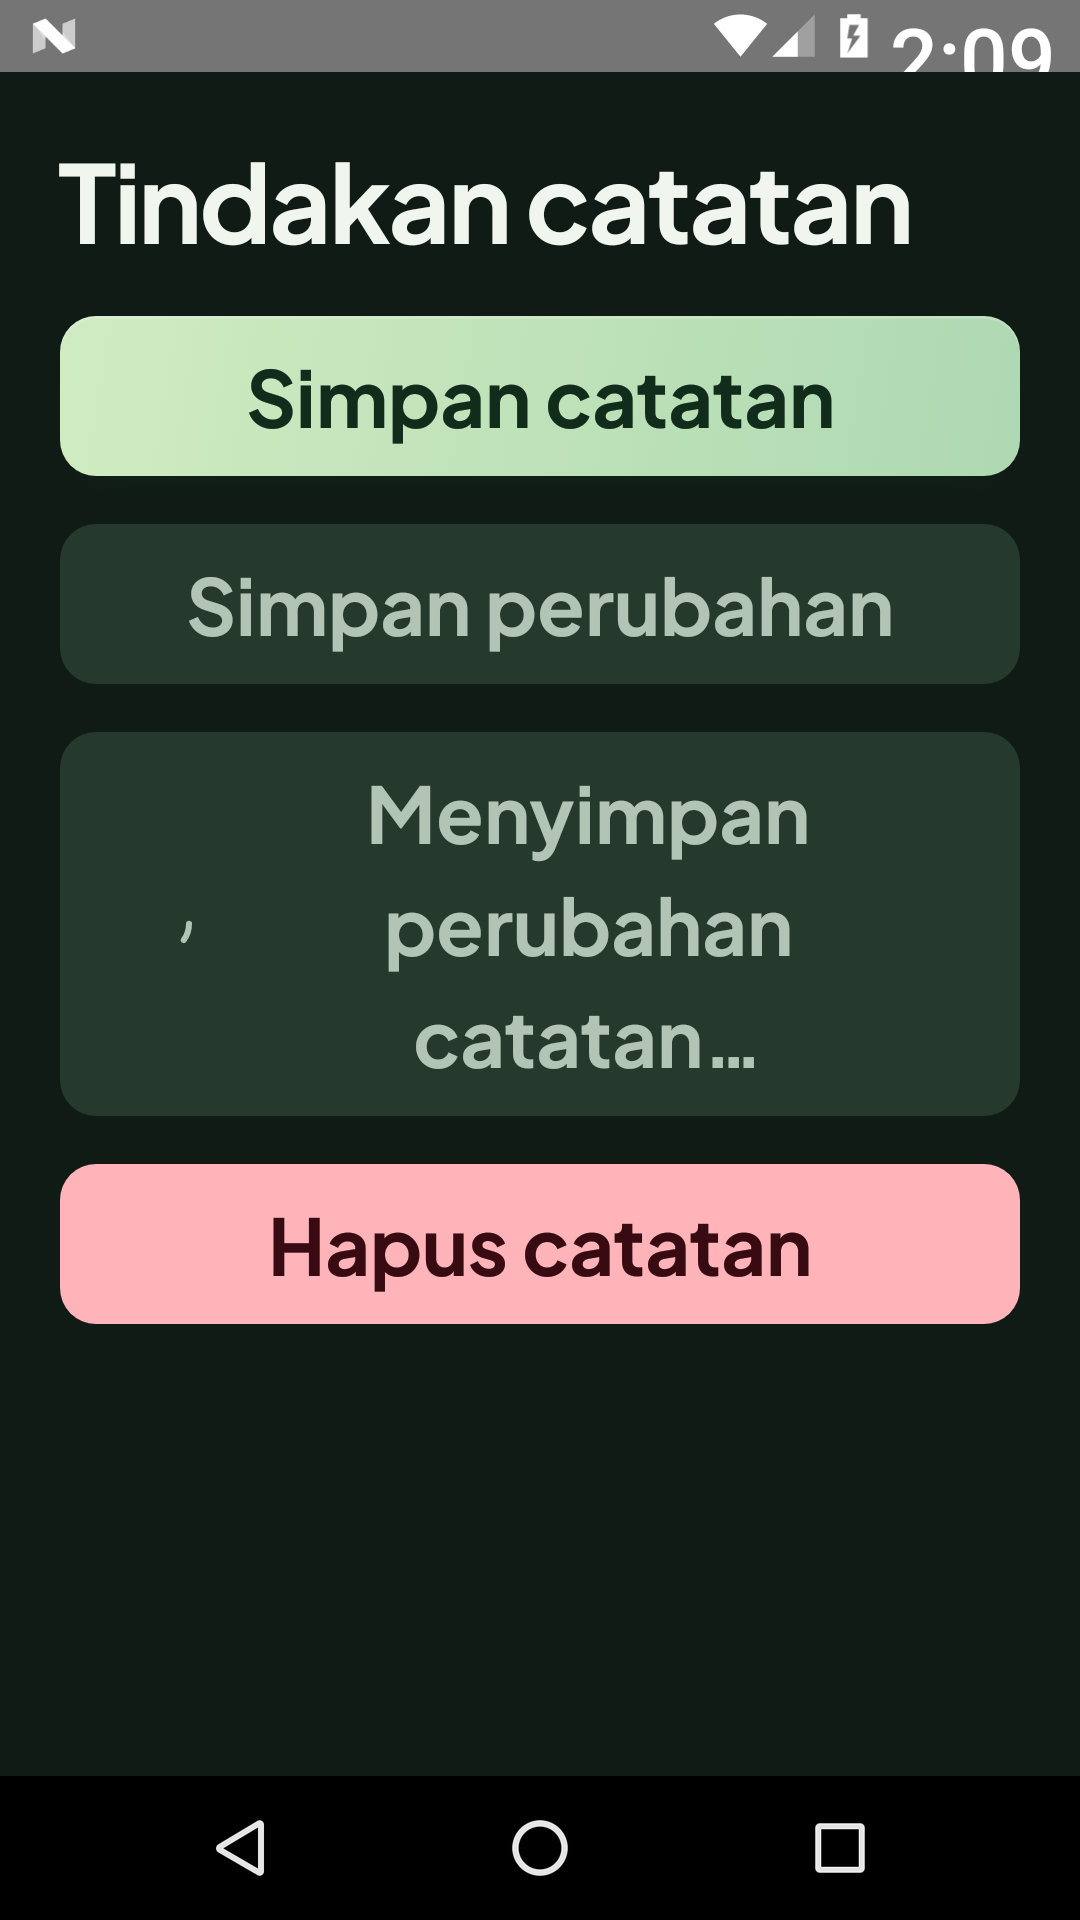 2:09
Tindakan catatan
Simpan catatan
Simpan perubahan
Menyimpan
perubahan
catatan…
Hapus catatan